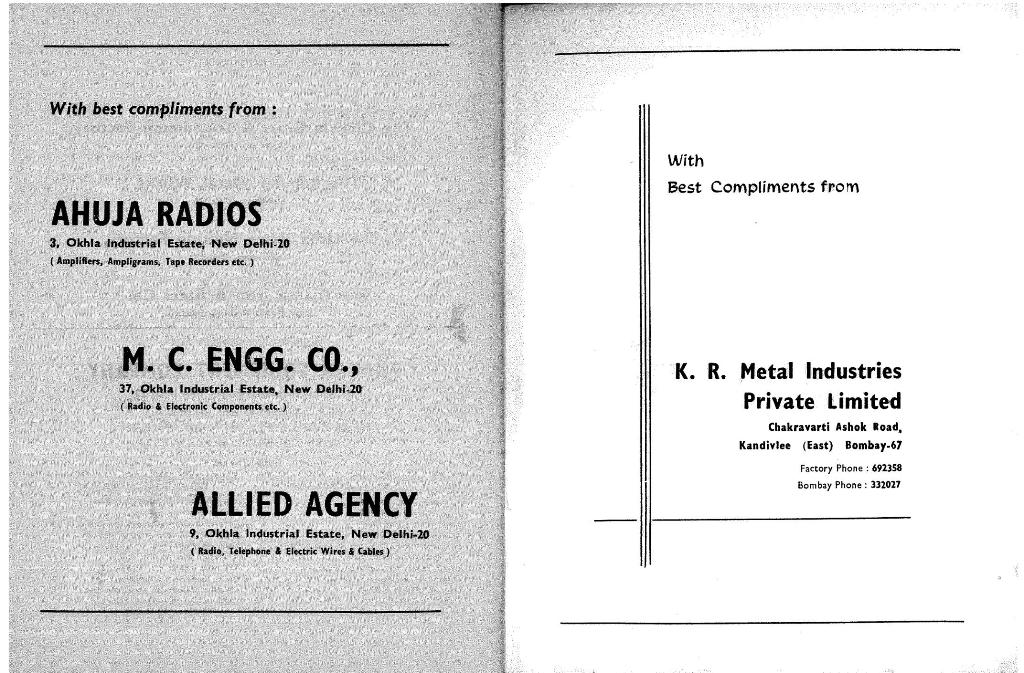 With best compliments from :
AHUJA RADIOS
3, Okhla Industrial Estate, New Delhi-20
( Amplifiers, Ampligrams, Tape Recorders etc. )
M. C. ENGG. CO.,
37, Okhla Industrial Estate, New Delhi-20
( Radio & Electronic Components etc. )
ALLIED AGENCY
9, Okhla Industrial Estate, New Delhi-20
( Radio, Telephone & Electric Wires & Cables )
With
Best Compliments from
K. R. Metal Industries
Private Limited
Chakravarti Ashok Road,
Kandivlee (East) Bombay-67
Factory Phone : 692358
Bombay Phone : 332027